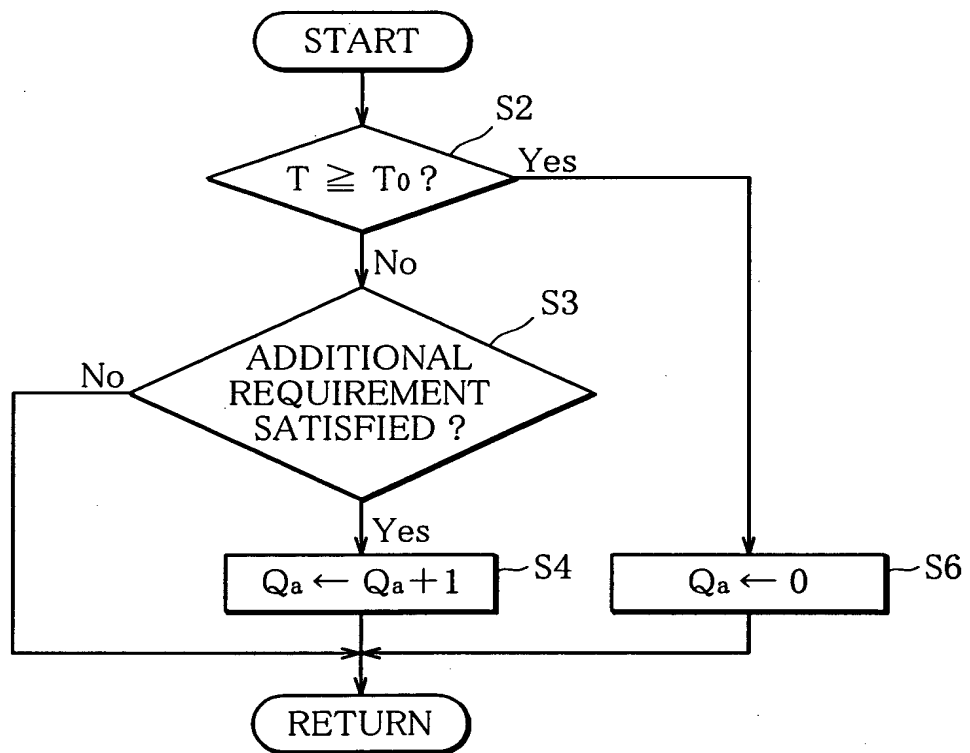 START
S2
T ≧ T0 ?
Yes
No
S3
No
ADDITIONAL
REQUIREMENT
SATISFIED ?
Yes
Qa ← Qa + 1
S4
Qa ← 0
S6
RETURN